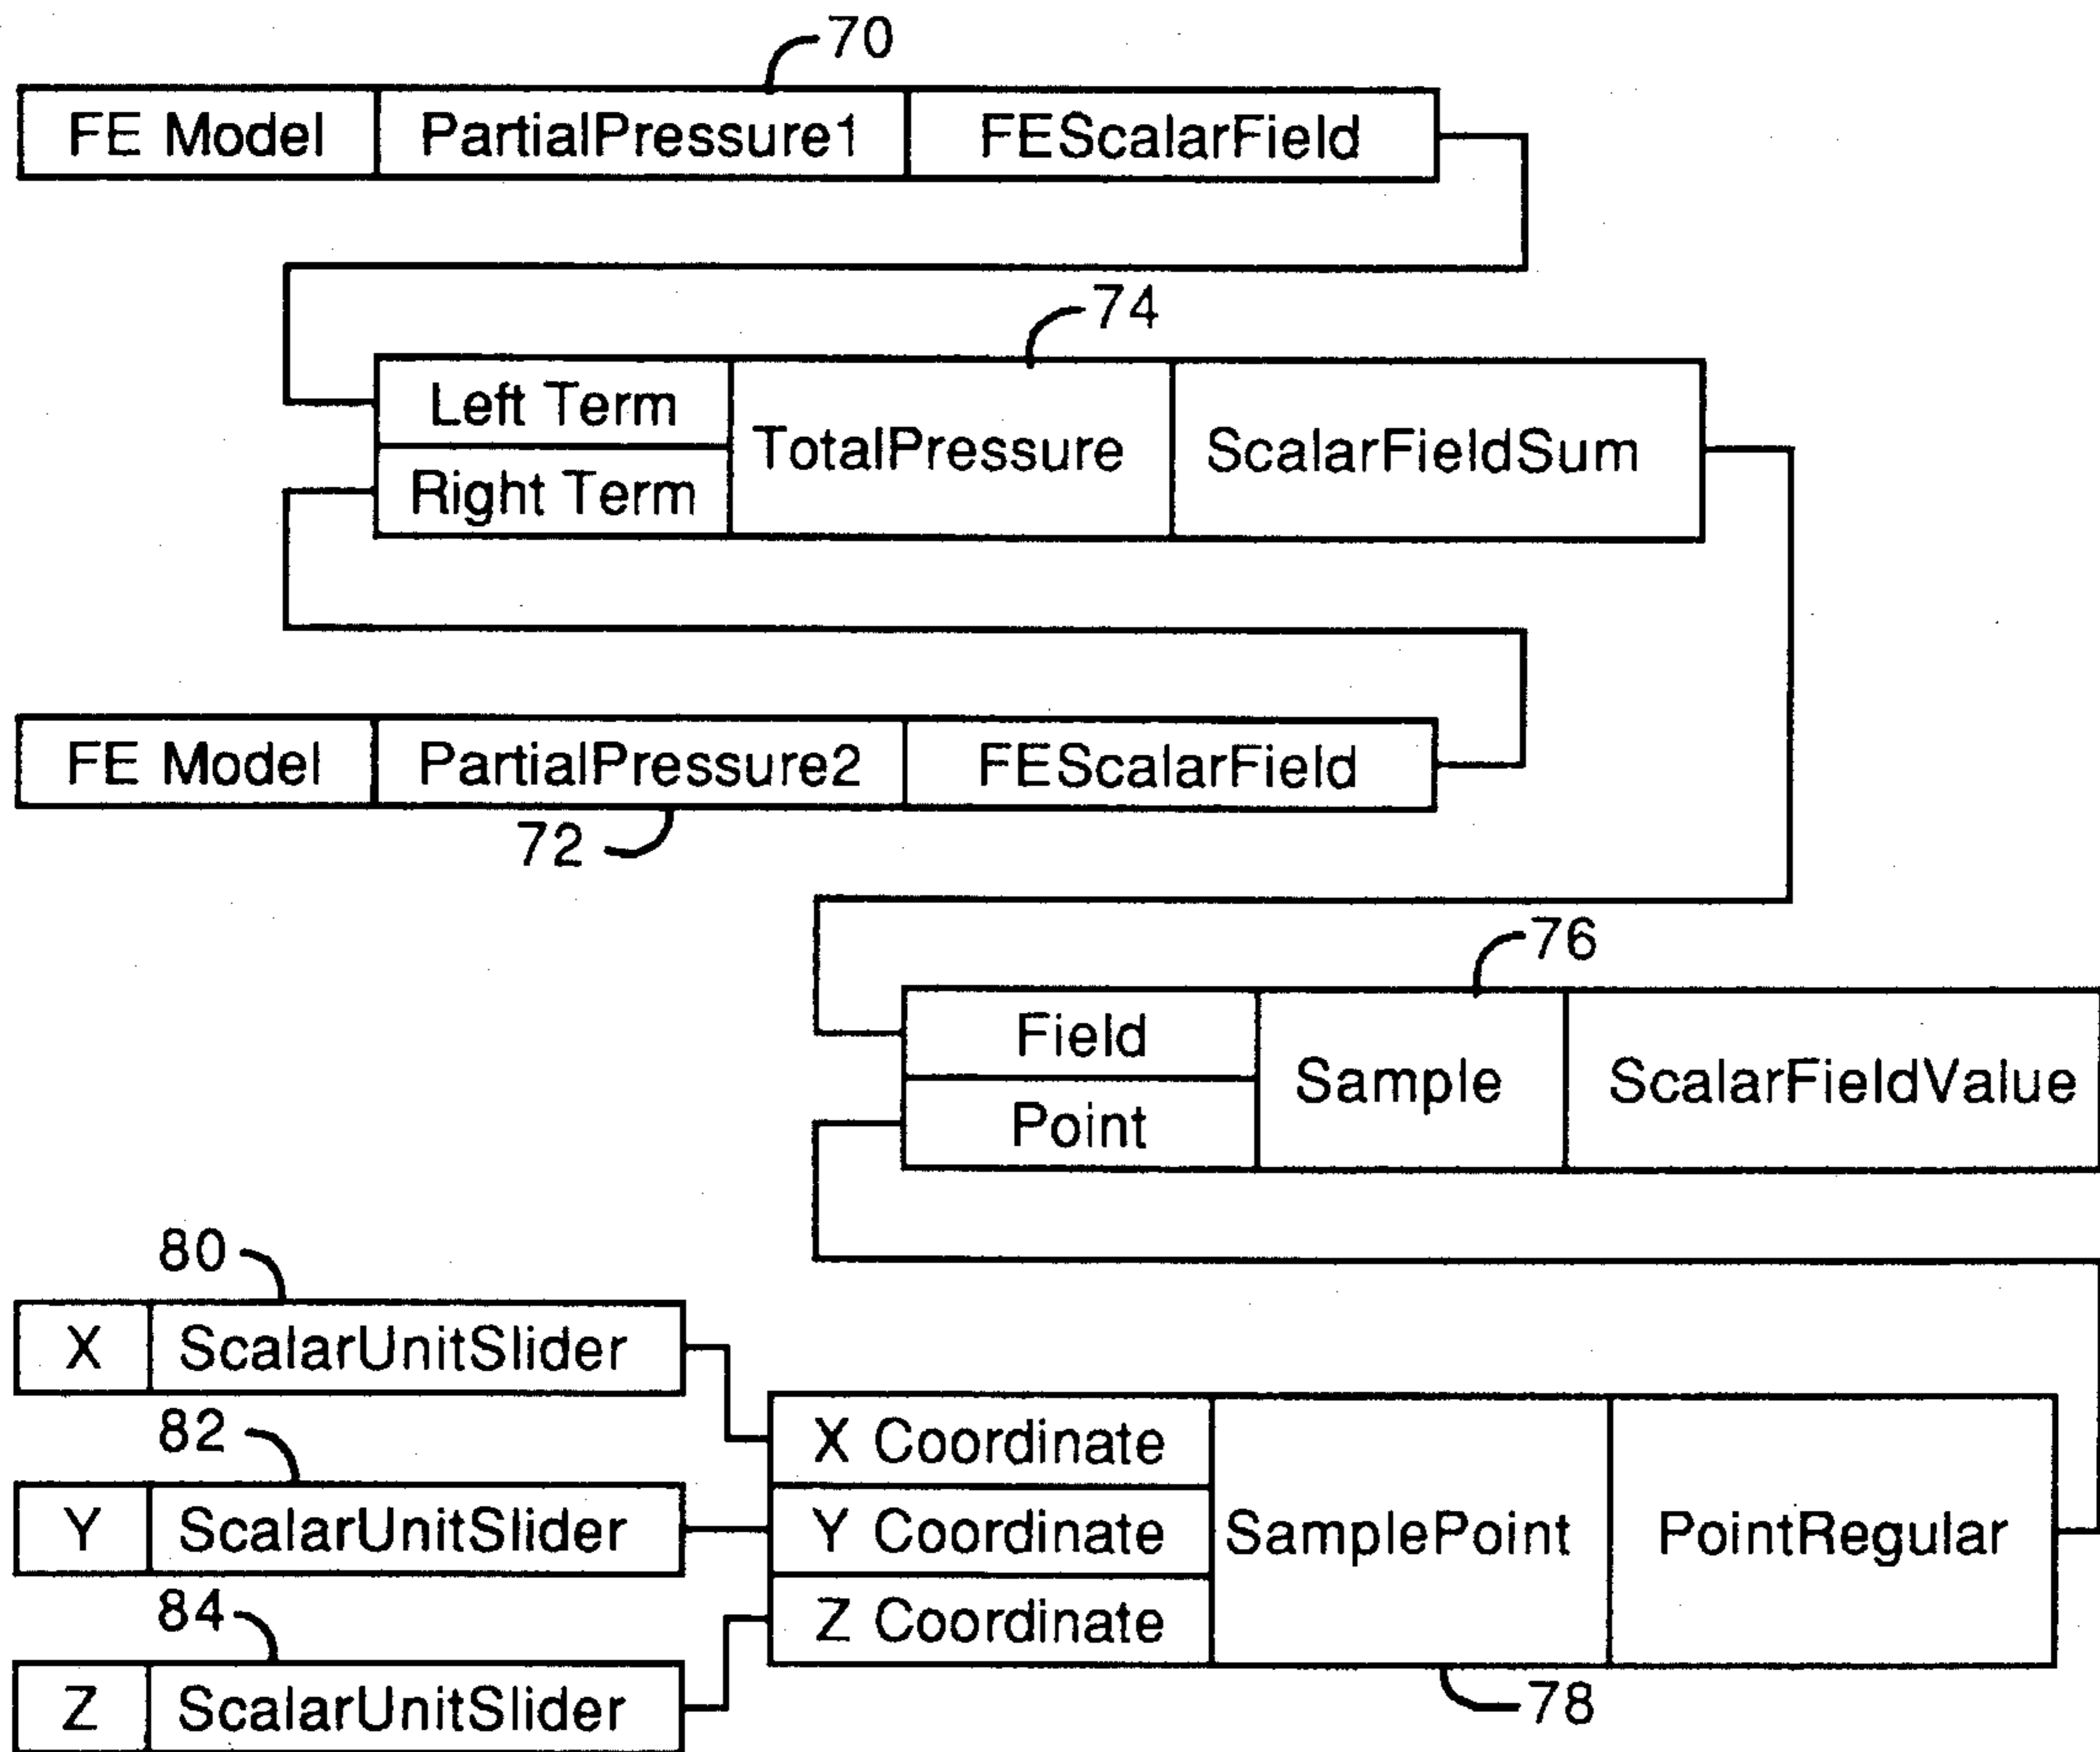 70
FE Model PartialPressure1 FEScalarField
74
Left Term
TotalPressure ScalarFieldSum
Right Term
FE Model PartialPressure2 FEScalarField
72
76
Field
Sample ScalarFieldValue
Point
80
X ScalarUnitSlider
82
X Coordinate
Y ScalarUnitSlider
Y Coordinate SamplePoint PointRegular
84
Z Coordinate
Z ScalarUnitSlider
78